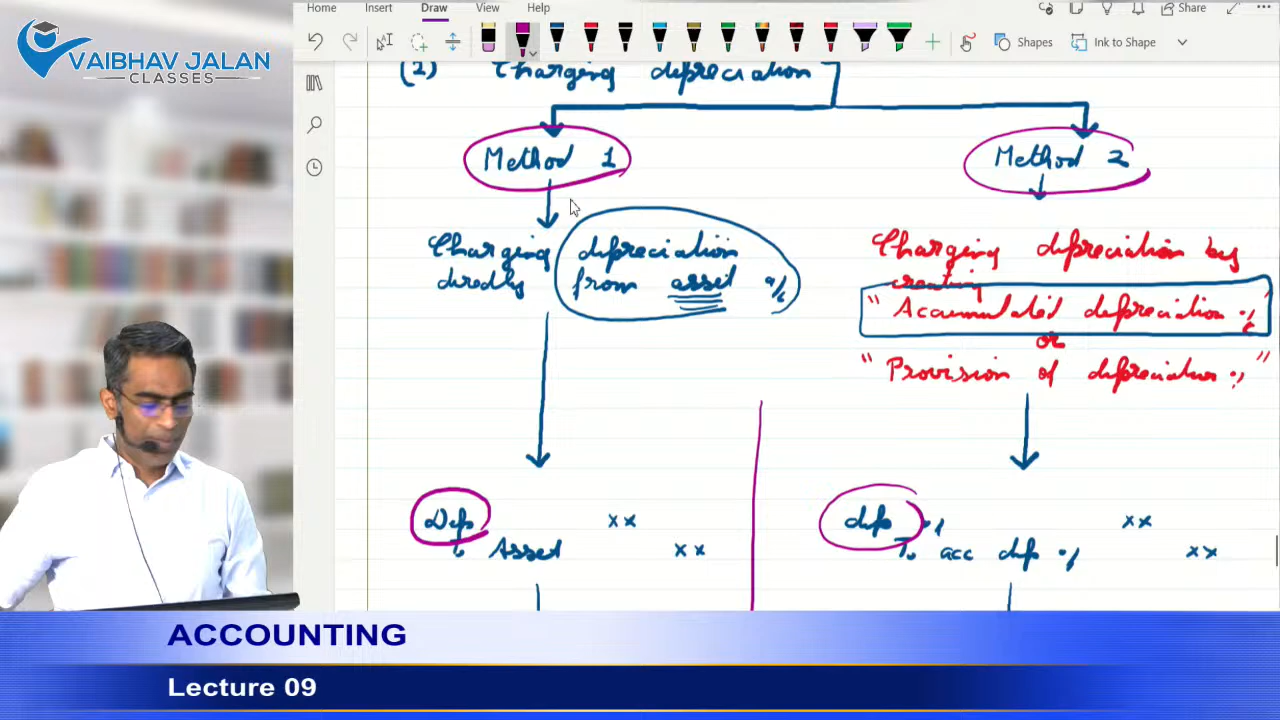 Home Insert Draw View Help
Share
VAIBHAV JALAN
CLASSES
Shapes Ink to Shape
(2) Charging depreciation
Method 1
Method 2
Charging depreciation
directly from asset a/c
Charging depreciation by
creating
" Accumulated depreciation a/c "
or
" Provision of depreciation a/c "
Dep xx
To Asset xx
dep a/c xx
To acc dep a/c xx
ACCOUNTING
Lecture 09